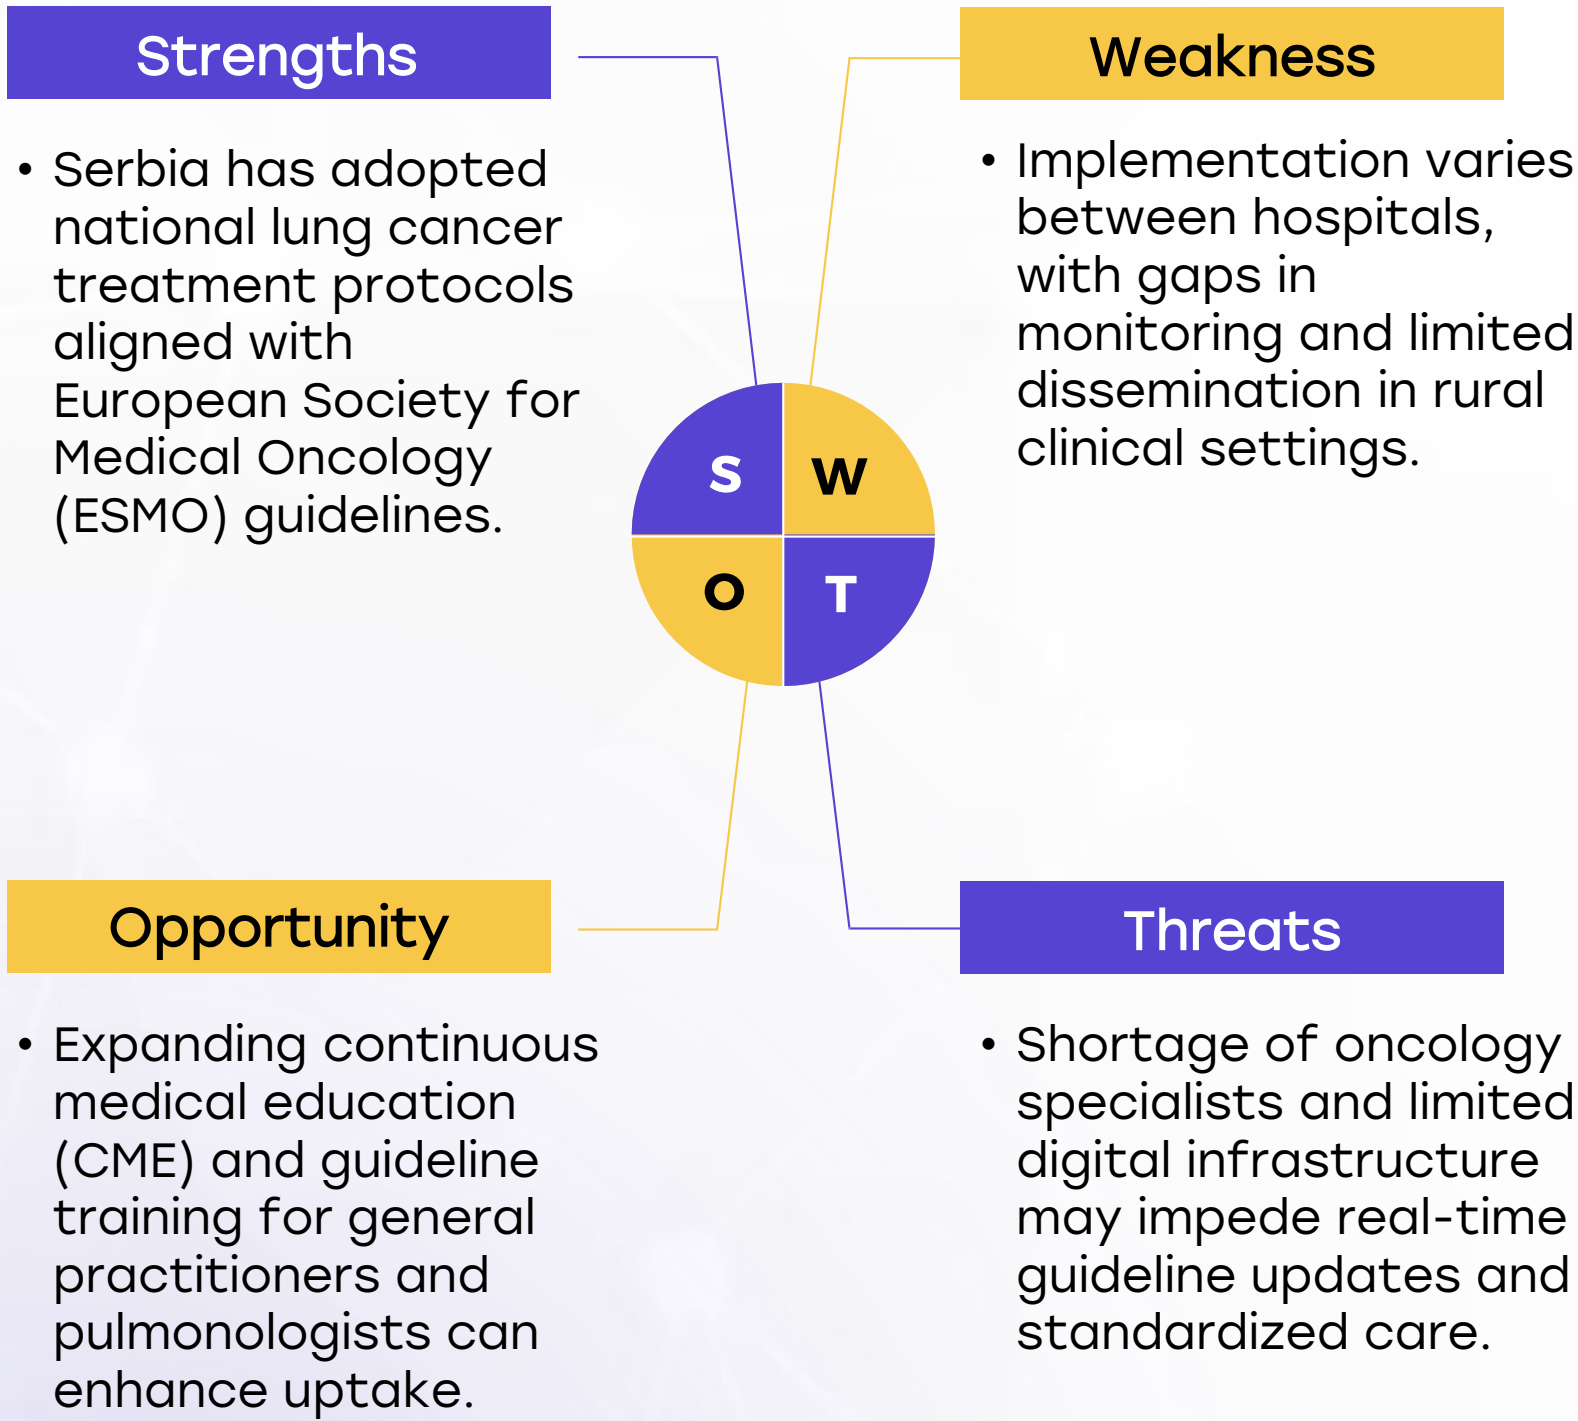 Strengths
• Serbia has adopted
national lung cancer
treatment protocols
aligned with
European Society for
Medical Oncology
(ESMO) guidelines.
Weakness
• Implementation varies
between hospitals,
with gaps in
monitoring and limited
dissemination in rural
clinical settings.
S
W
O
T
Opportunity
• Expanding continuous
medical education
(CME) and guideline
training for general
practitioners and
pulmonologists can
enhance uptake.
Threats
• Shortage of oncology
specialists and limited
digital infrastructure
may impede real-time
guideline updates and
standardized care.